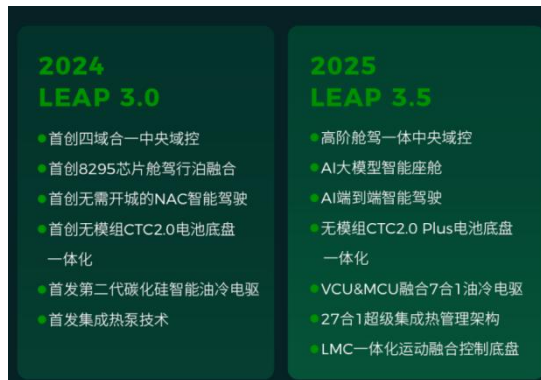 2024
LEAP 3.0
首创四域合一中央域控
首创8295芯片舱驾行泊融合
首创无需开城的NAC智能驾驶
首创无模组CTC2.0电池底盘
一体化
首发第二代碳化硅智能油冷电驱
首发集成热泵技术
2025
LEAP 3.5
高阶舱驾一体中央域控
AI大模型智能座舱
AI端到端智能驾驶
无模组CTC2.0 Plus电池底盘
一体化
VCU&MCU融合7合1油冷电驱
27合1超级集成热管理架构
LMC一体化运动融合控制底盘